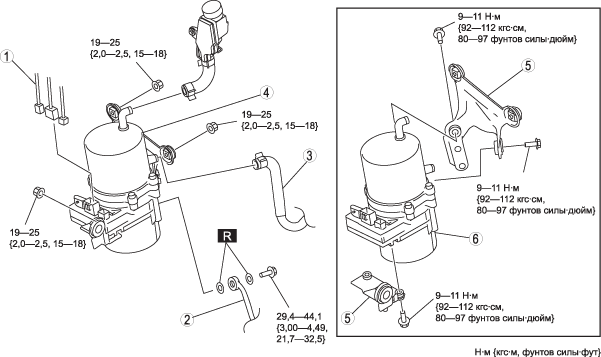 1
19—25
{2,0—2,5, 15—18}
4
19—25
{2,0—2,5, 15—18}
3
19—25
{2,0—2,5, 15—18}
R
2
29,4—44,1
{3,00—4,49,
21,7—32,5}
9—11 Н·м
{92—112 кгс·см,
80—97 фунтов силы·дюйм}
5
9—11 Н·м
{92—112 кгс·см,
80—97 фунтов силы·дюйм}
6
5
9—11 Н·м
{92—112 кгс·см,
80—97 фунтов силы·дюйм}
Н·м {кгс·м, фунтов силы·фут}